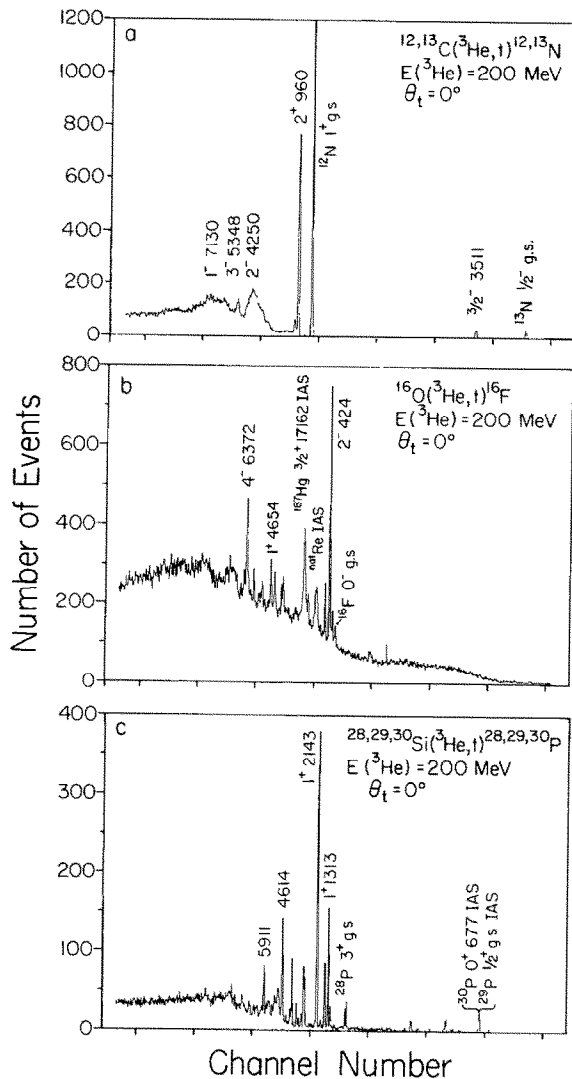 Number of Events
a
1200
1000
800
600
400
200
0
12,13C(3He,t)12,13N
E(3He) = 200 MeV
θt = 0°
1⁻ 7130
3⁻ 5348
2⁻ 4250
2⁺ 960
12N 1⁺ g s
3/2⁻ 3511
13N 1/2⁻ g.s.
b
800
600
400
200
0
16O(3He,t)16F
E(3He) = 200 MeV
θt = 0°
4⁻ 6372
1⁺ 4654
187Hg 3/2⁺ 17162 IAS
natRe IAS
2⁻ 424
16F 0⁻ g.s.
c
400
300
200
100
0
28,29,30Si(3He,t)28,29,30P
E(3He) = 200 MeV
θt = 0°
5911
4614
1⁺ 2143
1⁺ 1313
28P 3⁺ g s
30P 0⁺ 677 IAS
29P 1/2⁺ g s IAS
Channel Number